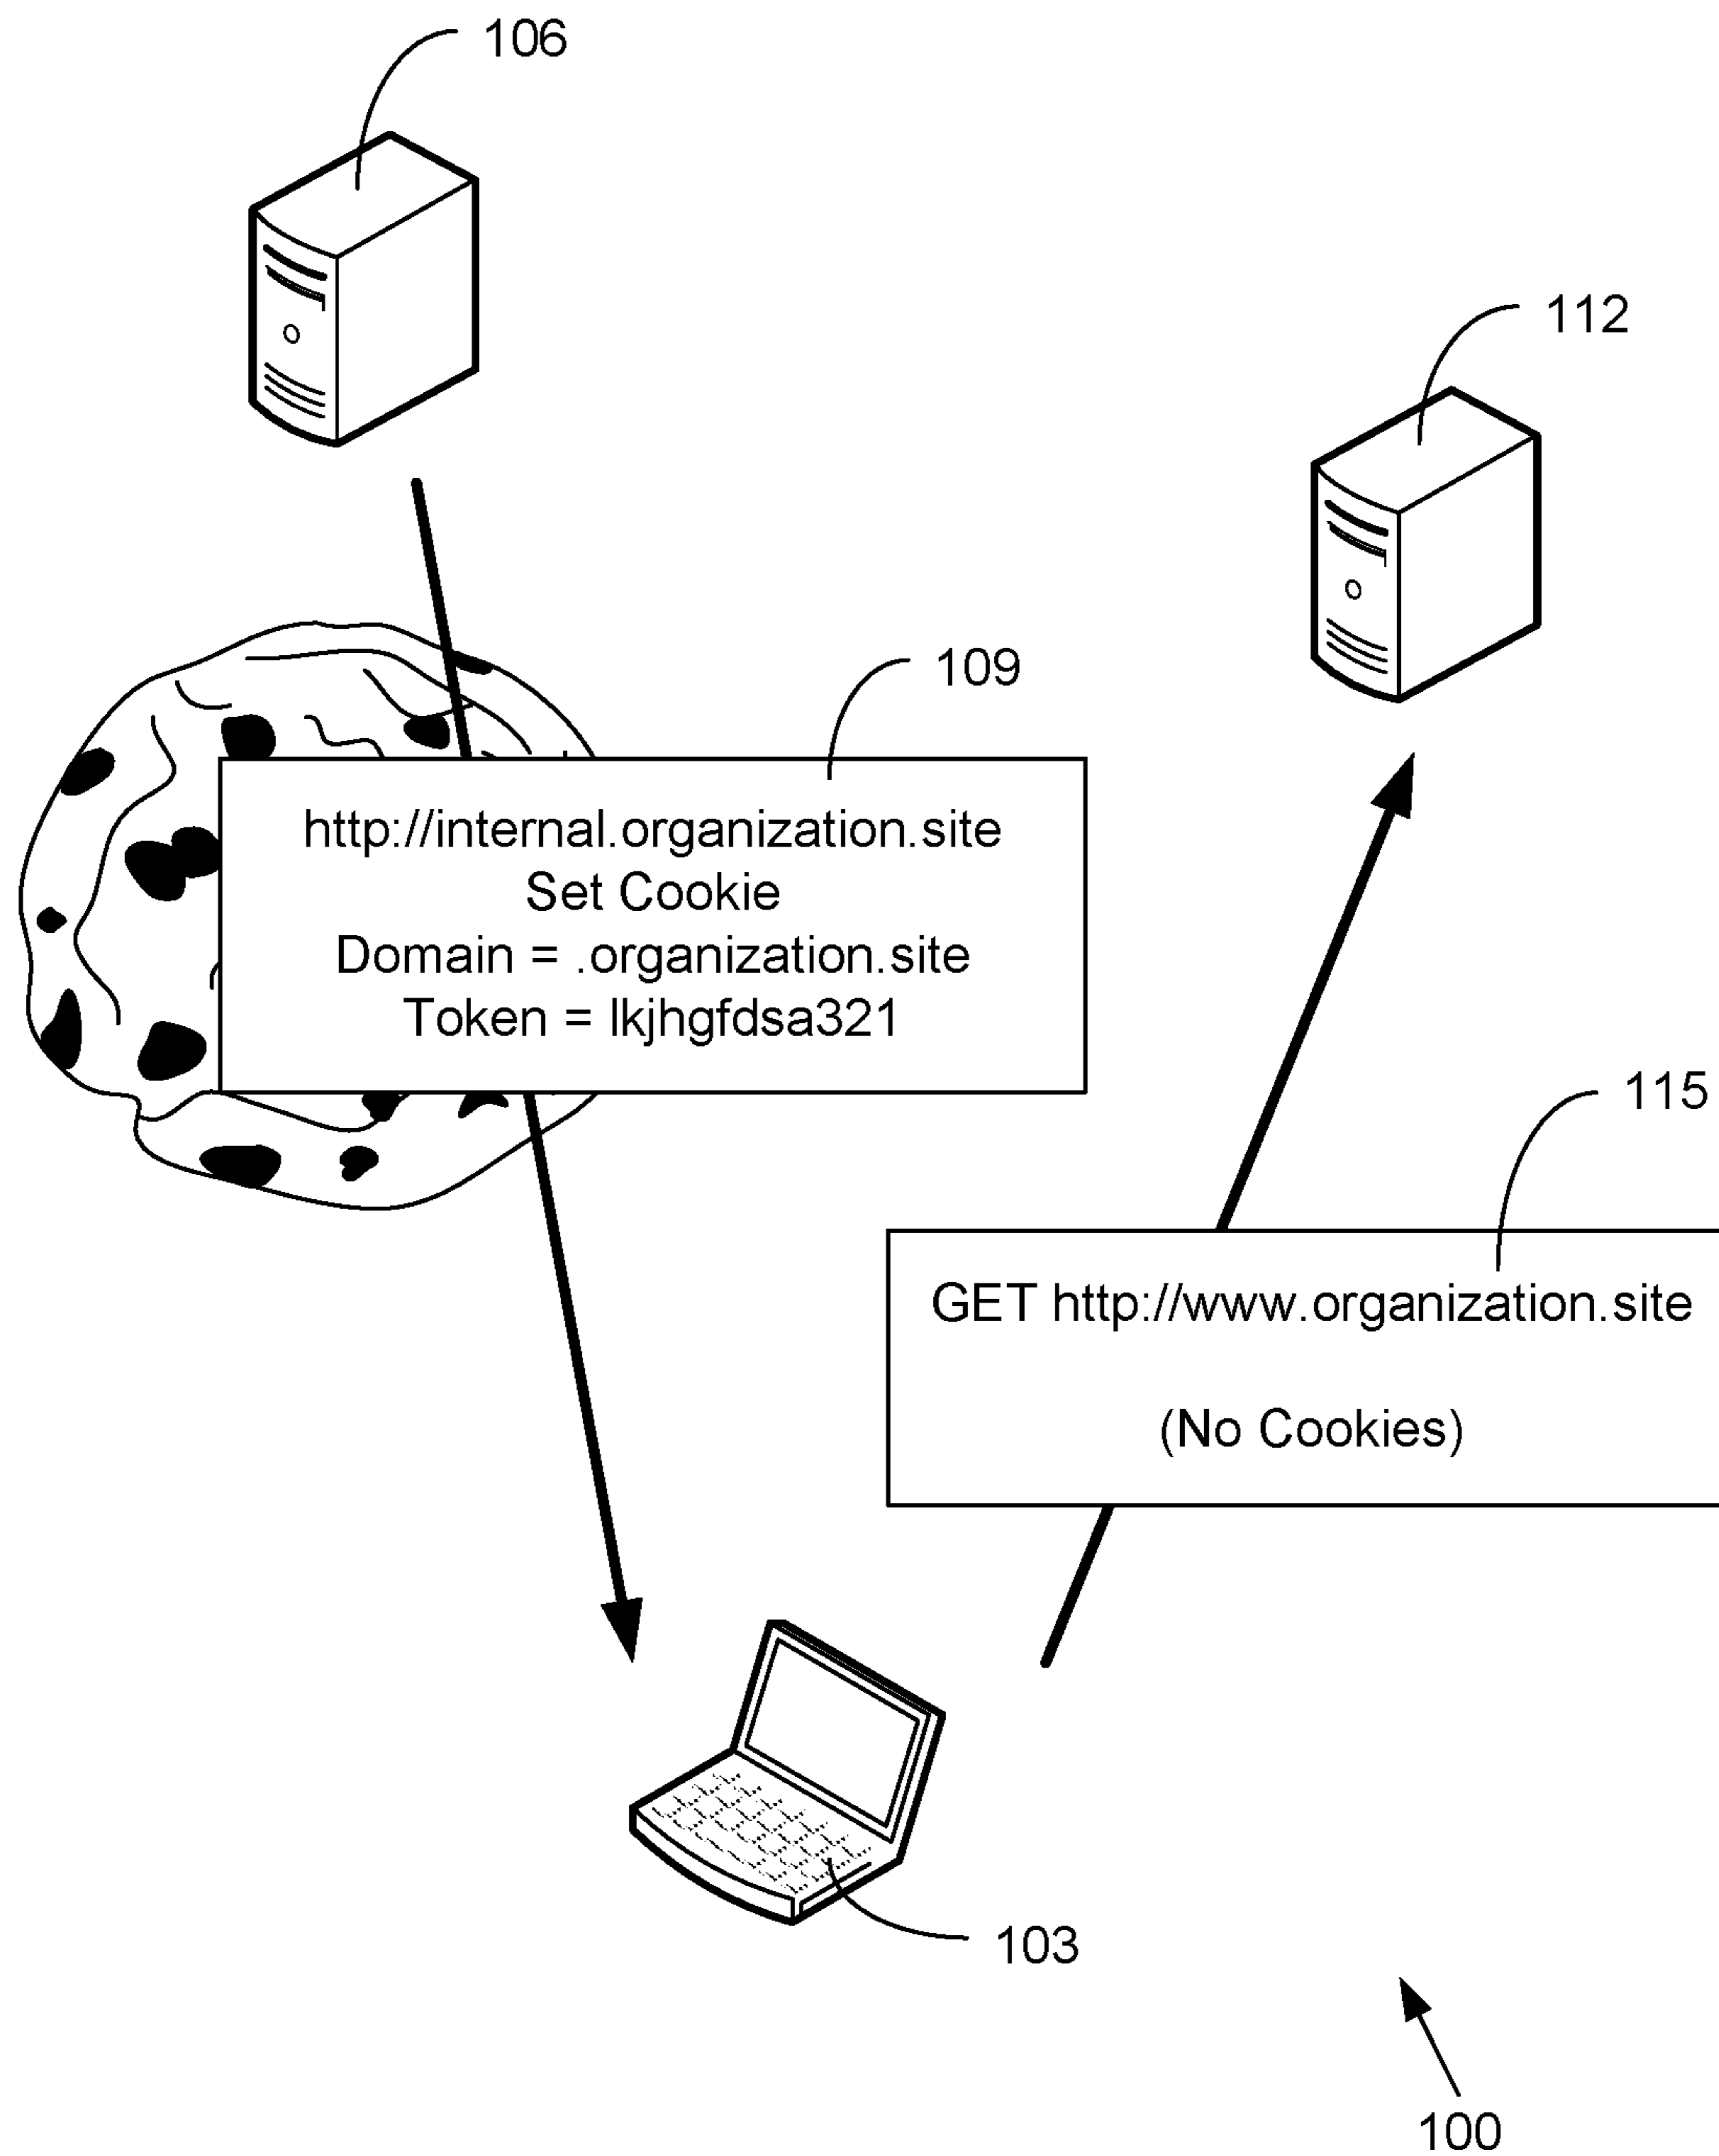 106
112
109
http://internal.organization.site
Set Cookie
Domain = .organization.site
Token = lkjhgfdsa321
115
GET http://www.organization.site
(No Cookies)
103
100